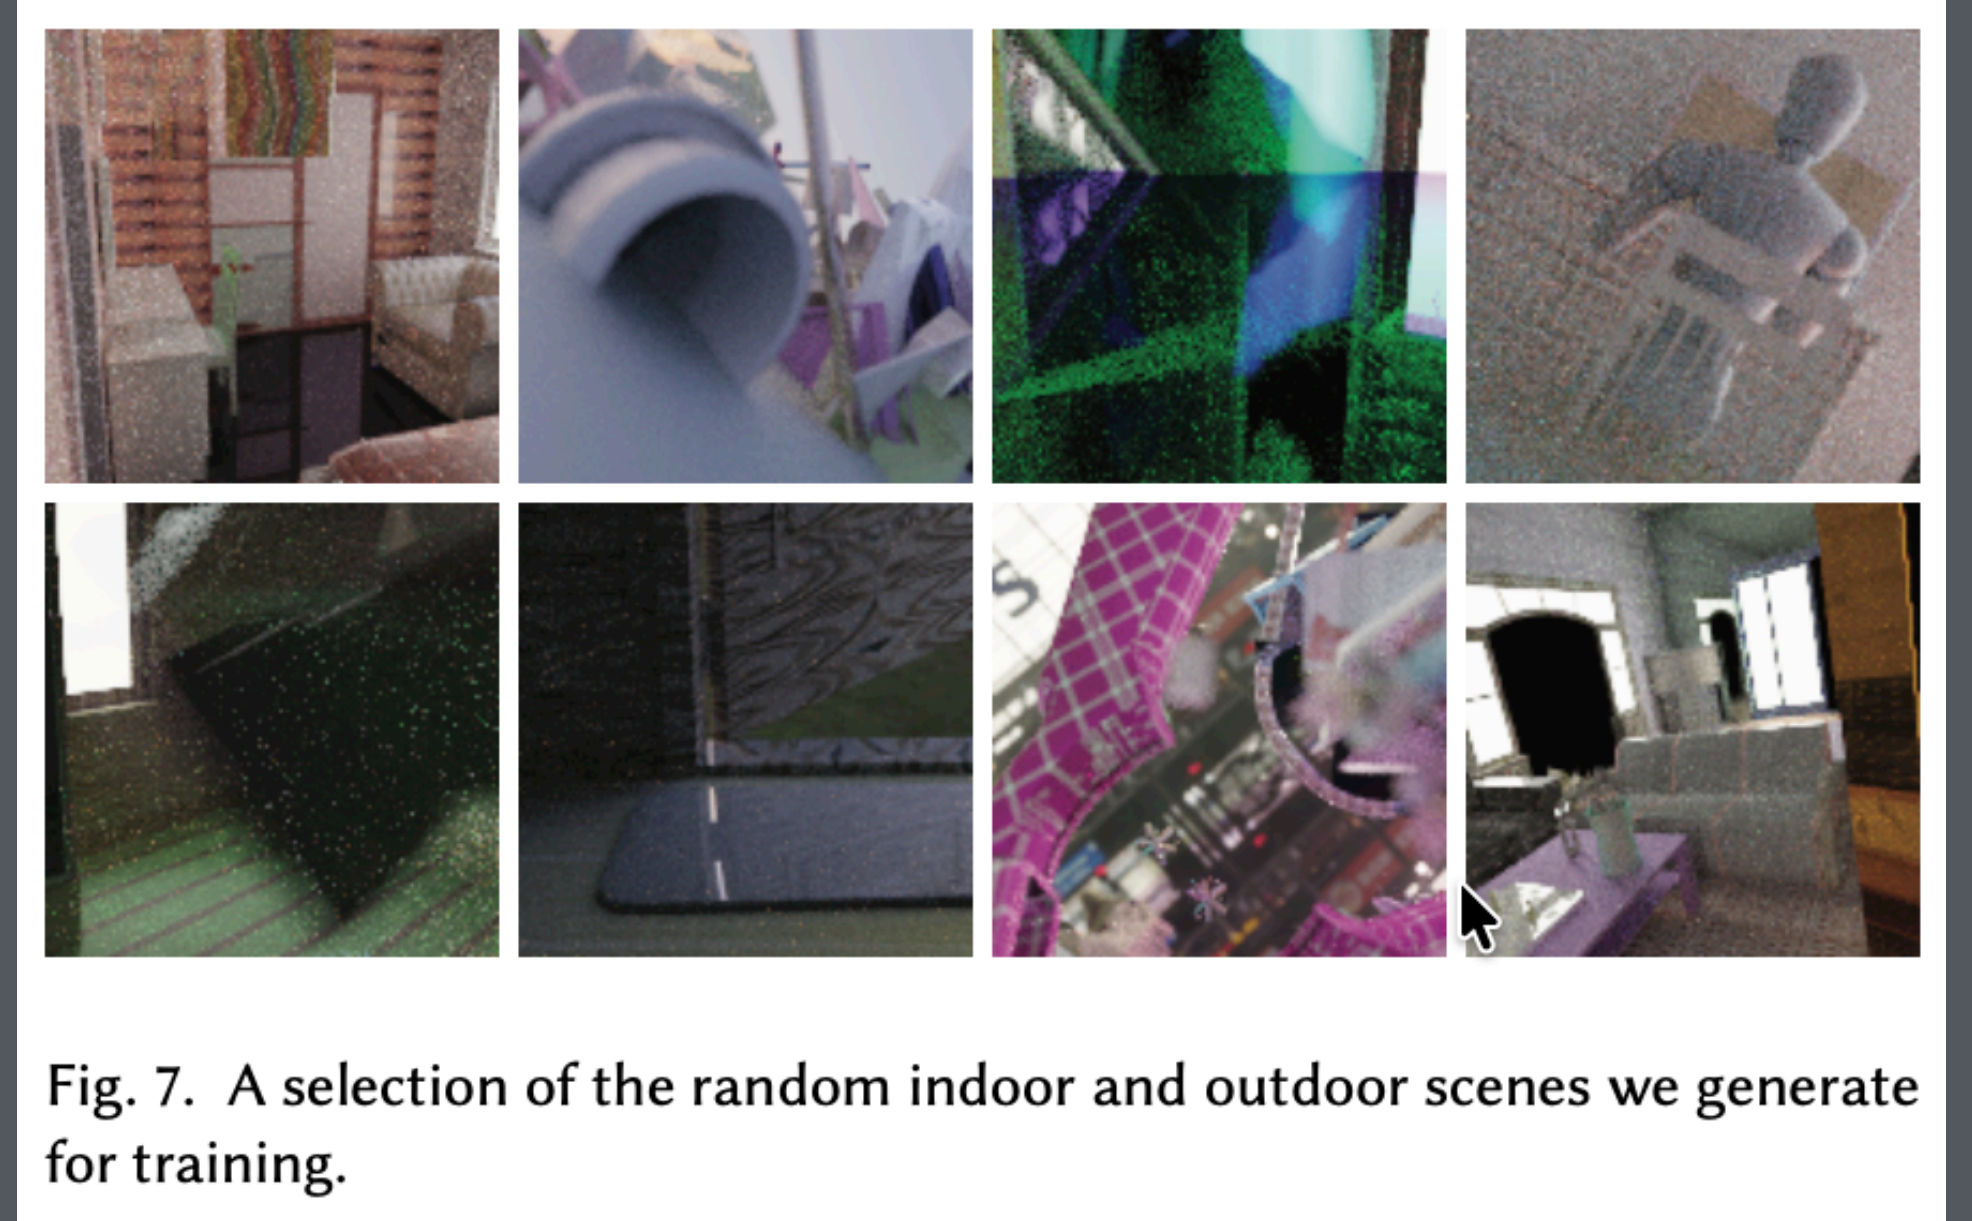 Fig. 7. A selection of the random indoor and outdoor scenes we generate
for training.